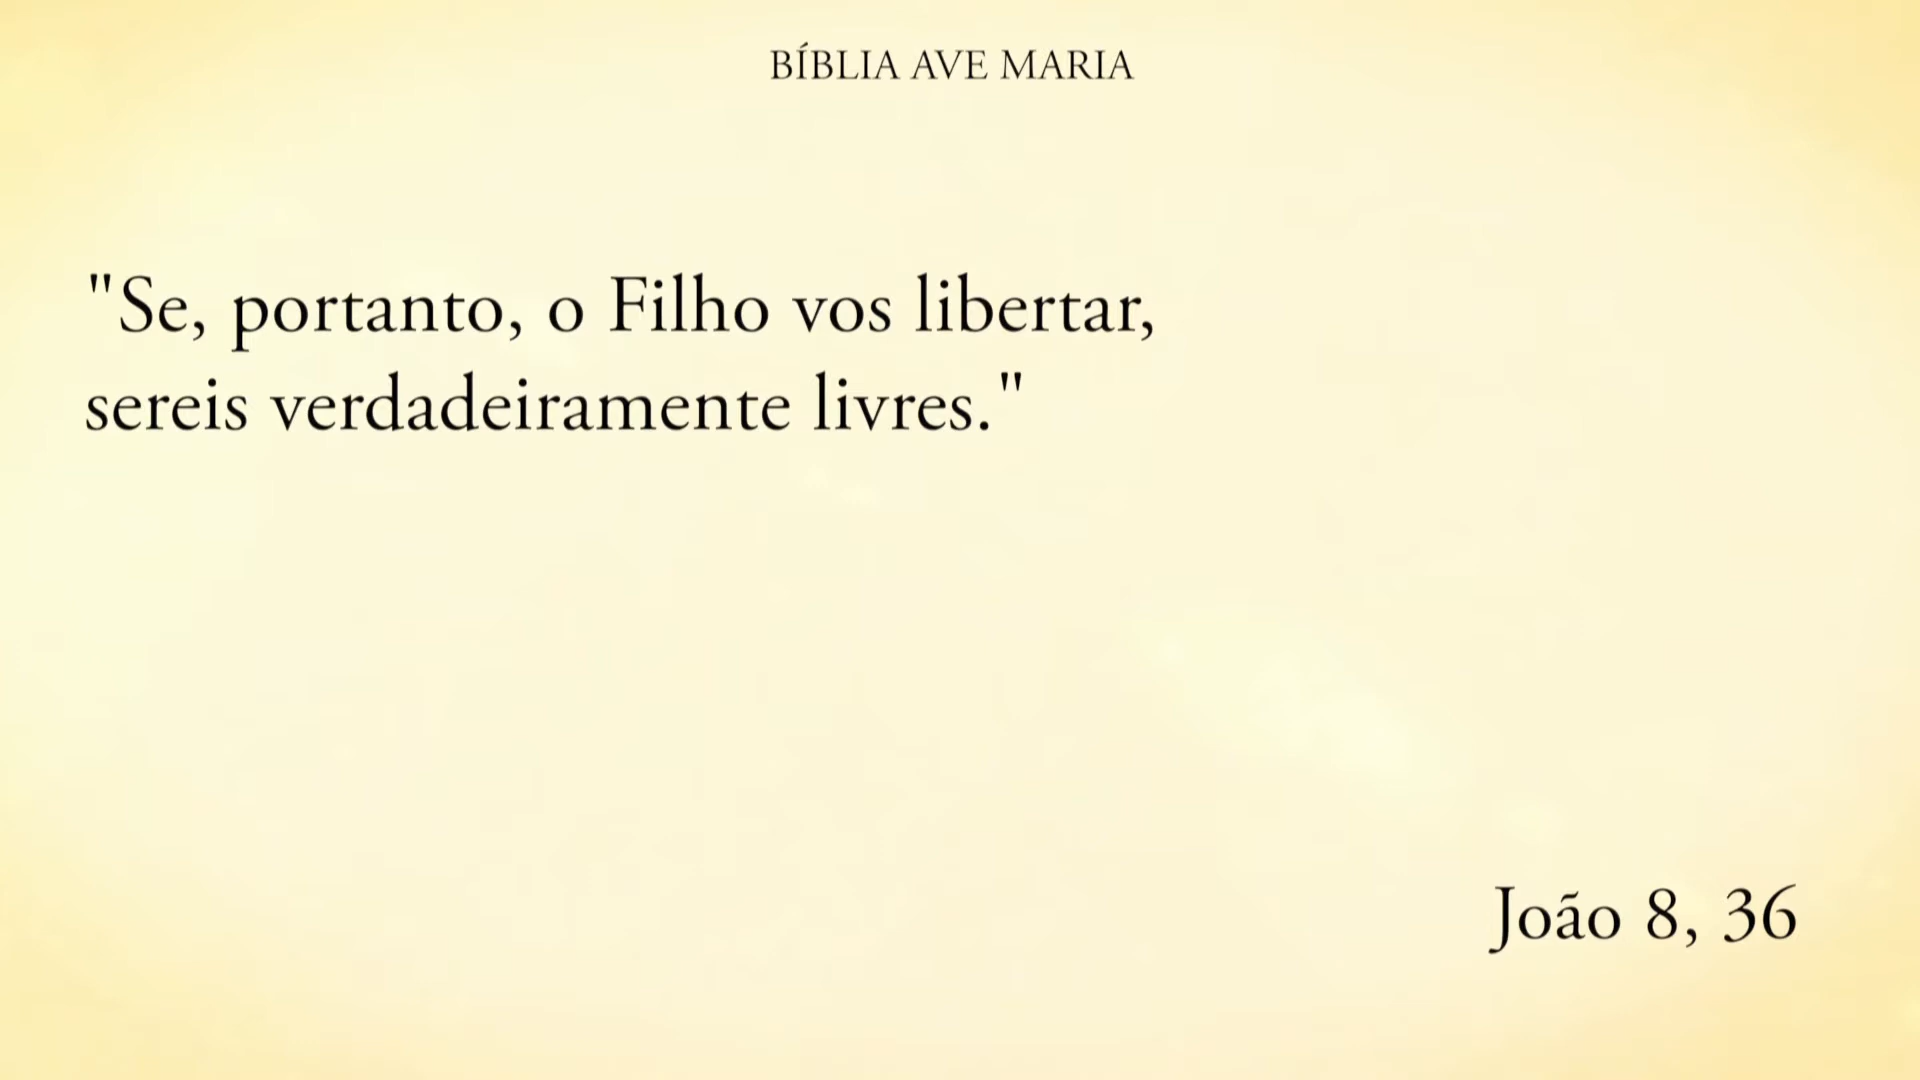 BÍBLIA AVE MARIA
"Se, portanto, o Filho vos libertar,
sereis verdadeiramente livres."
João 8, 36